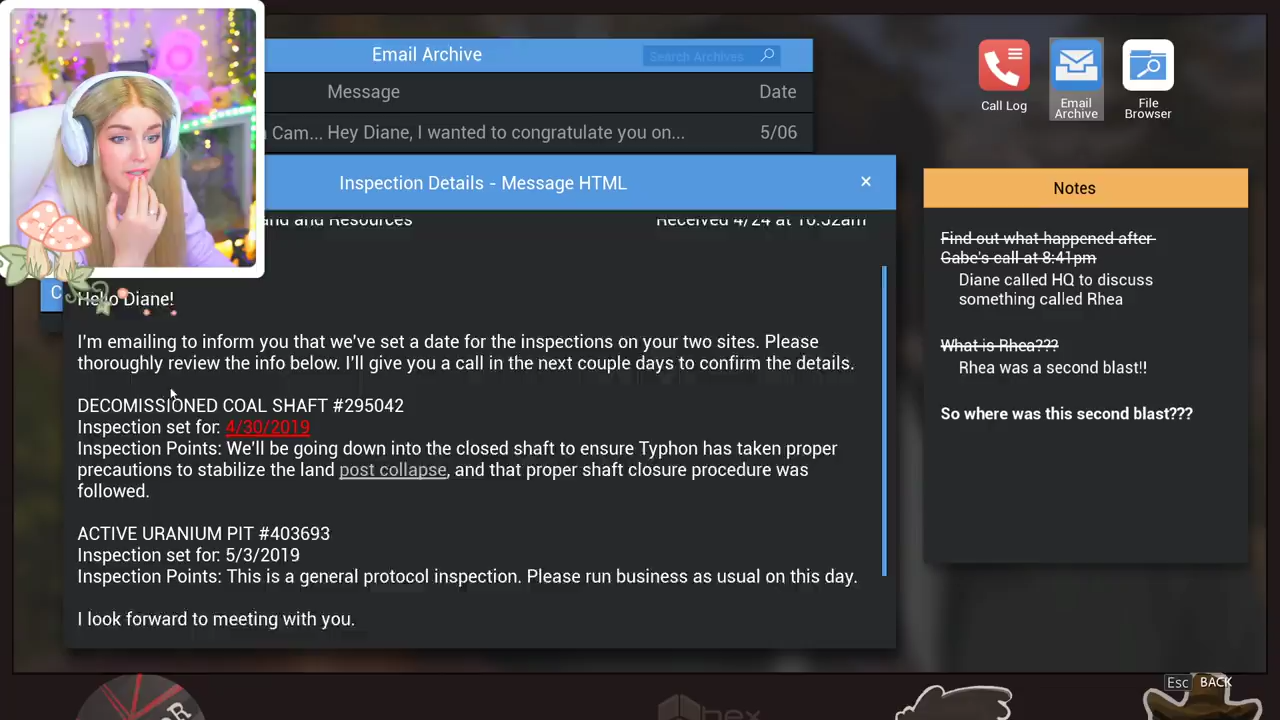 Email Archive
Search Archives
Message
Date
Cam... Hey Diane, I wanted to congratulate you on...
5/06
Inspection Details - Message HTML
and Resources
Received 4/24 at 10:32am
Hello Diane!
I'm emailing to inform you that we've set a date for the inspections on your two sites. Please
thoroughly review the info below. I'll give you a call in the next couple days to confirm the details.
DECOMISSIONED COAL SHAFT #295042
Inspection set for: 4/30/2019
Inspection Points: We'll be going down into the closed shaft to ensure Typhon has taken proper
precautions to stabilize the land post collapse, and that proper shaft closure procedure was
followed.
ACTIVE URANIUM PIT #403693
Inspection set for: 5/3/2019
Inspection Points: This is a general protocol inspection. Please run business as usual on this day.
I look forward to meeting with you.
Call Log
Email
Archive
File
Browser
Notes
Find out what happened after
Gabe's call at 8:41pm
Diane called HQ to discuss
something called Rhea
What is Rhea???
Rhea was a second blast!!
So where was this second blast???
Esc BACK